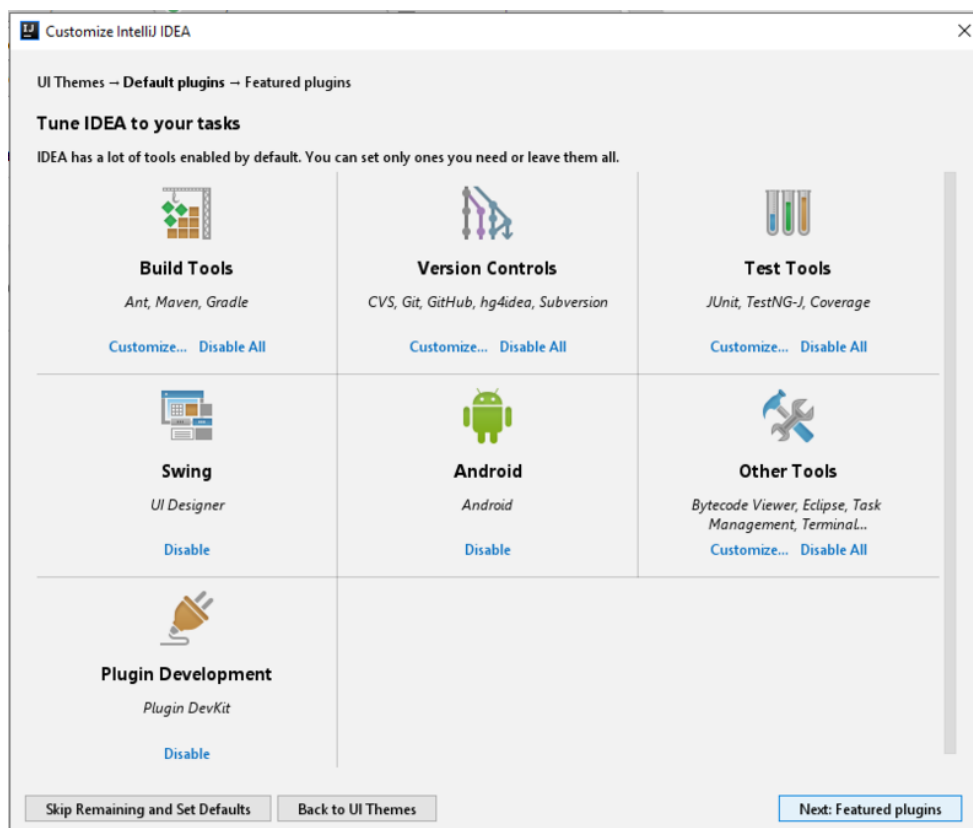 IJ
Customize IntelliJ IDEA
UI Themes → Default plugins → Featured plugins
Tune IDEA to your tasks
IDEA has a lot of tools enabled by default. You can set only ones you need or leave them all.
Build Tools
Ant, Maven, Gradle
Customize... Disable All
Version Controls
CVS, Git, GitHub, hg4idea, Subversion
Customize... Disable All
Test Tools
JUnit, TestNG-J, Coverage
Customize... Disable All
Swing
UI Designer
Disable
Android
Android
Disable
Other Tools
Bytecode Viewer, Eclipse, Task
Management, Terminal...
Customize... Disable All
Plugin Development
Plugin DevKit
Disable
Skip Remaining and Set Defaults
Back to UI Themes
Next: Featured plugins